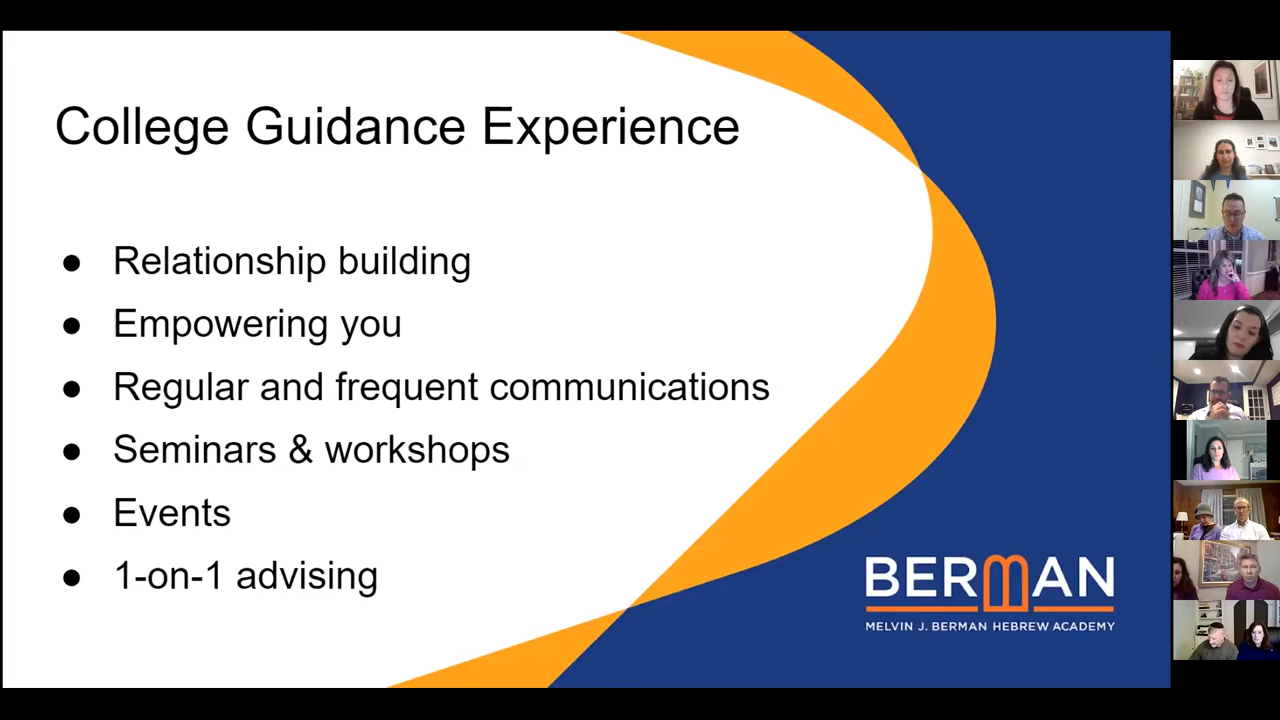 College Guidance Experience
● Relationship building
● Empowering you
● Regular and frequent communications
● Seminars & workshops
● Events
● 1-on-1 advising
BERMAN
MELVIN J. BERMAN HEBREW ACADEMY